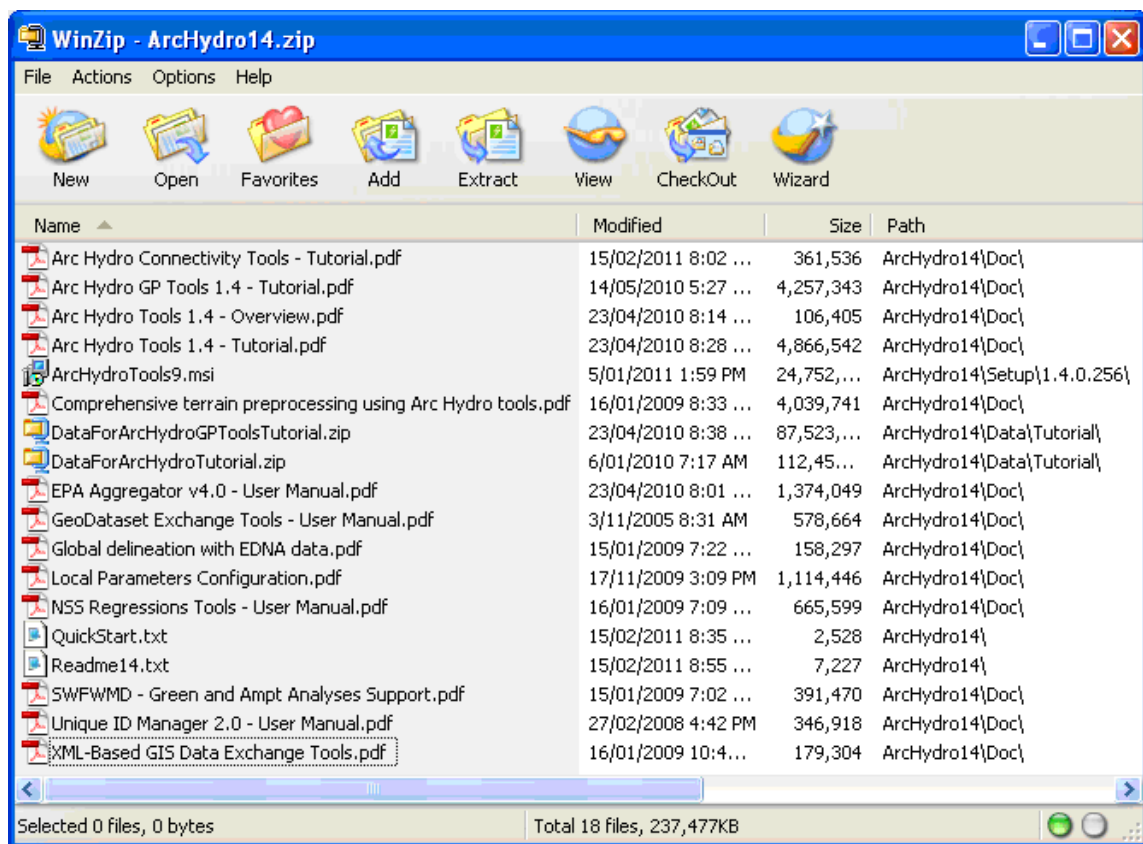 WinZip - ArcHydro14.zip
File Actions Options Help
New Open Favorites Add Extract View CheckOut Wizard
Name Modified Size Path
Arc Hydro Connectivity Tools - Tutorial.pdf 15/02/2011 8:02 ... 361,536 ArcHydro14\Doc\
Arc Hydro GP Tools 1.4 - Tutorial.pdf 14/05/2010 5:27 ... 4,257,343 ArcHydro14\Doc\
Arc Hydro Tools 1.4 - Overview.pdf 23/04/2010 8:14 ... 106,405 ArcHydro14\Doc\
Arc Hydro Tools 1.4 - Tutorial.pdf 23/04/2010 8:28 ... 4,866,542 ArcHydro14\Doc\
ArcHydroTools9.msi 5/01/2011 1:59 PM 24,752,... ArcHydro14\Setup\1.4.0.256\
Comprehensive terrain preprocessing using Arc Hydro tools.pdf 16/01/2009 8:33 ... 4,039,741 ArcHydro14\Doc\
DataForArcHydroGPToolsTutorial.zip 23/04/2010 8:38 ... 87,523,... ArcHydro14\Data\Tutorial\
DataForArcHydroTutorial.zip 6/01/2010 7:17 AM 112,45... ArcHydro14\Data\Tutorial\
EPA Aggregator v4.0 - User Manual.pdf 23/04/2010 8:01 ... 1,374,049 ArcHydro14\Doc\
GeoDataset Exchange Tools - User Manual.pdf 3/11/2005 8:31 AM 578,664 ArcHydro14\Doc\
Global delineation with EDNA data.pdf 15/01/2009 7:22 ... 158,297 ArcHydro14\Doc\
Local Parameters Configuration.pdf 17/11/2009 3:09 PM 1,114,446 ArcHydro14\Doc\
NSS Regressions Tools - User Manual.pdf 16/01/2009 7:09 ... 665,599 ArcHydro14\Doc\
QuickStart.txt 15/02/2011 8:35 ... 2,528 ArcHydro14\
Readme14.txt 15/02/2011 8:55 ... 7,227 ArcHydro14\
SWFWMD - Green and Ampt Analyses Support.pdf 15/01/2009 7:02 ... 391,470 ArcHydro14\Doc\
Unique ID Manager 2.0 - User Manual.pdf 27/02/2008 4:42 PM 346,918 ArcHydro14\Doc\
XML-Based GIS Data Exchange Tools.pdf 16/01/2009 10:4... 179,304 ArcHydro14\Doc\
Selected 0 files, 0 bytes Total 18 files, 237,477KB